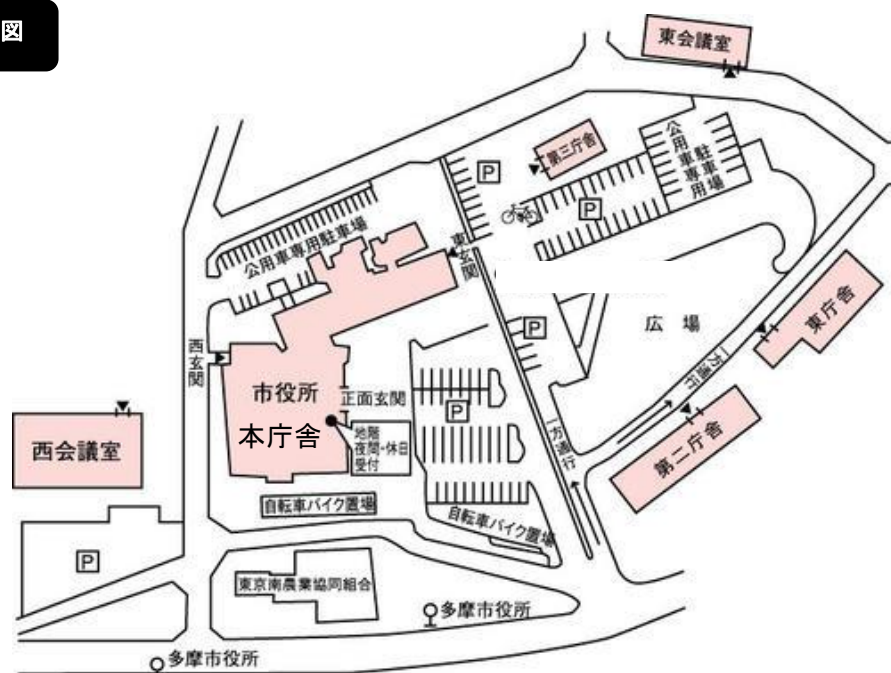 図
東会議室
第三庁舎
P
公用車専用駐車場
P
公用車専用駐車場
東玄関
P
広 場
東庁舎
西玄関
市役所
本庁舎
正面玄関
地階
夜間・休日
受付
P
一方通行
一方通行
第二庁舎
西会議室
自転車バイク置場
自転車バイク置場
P
東京南農業協同組合
多摩市役所
多摩市役所